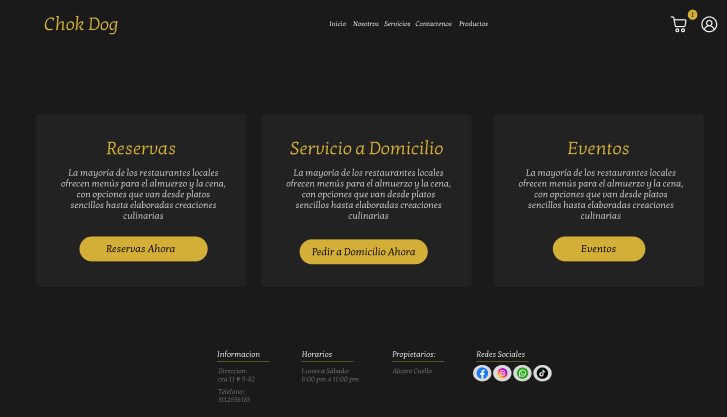 Chok Dog
Inicio Nosotros Servicios Contactenos Productos
1
Reservas
La mayoría de los restaurantes locales
ofrecen menús para el almuerzo y la cena,
con opciones que van desde platos
sencillos hasta elaboradas creaciones
culinarias
Reservas Ahora
Servicio a Domicilio
La mayoría de los restaurantes locales
ofrecen menús para el almuerzo y la cena,
con opciones que van desde platos
sencillos hasta elaboradas creaciones
culinarias
Pedir a Domicilio Ahora
Eventos
La mayoría de los restaurantes locales
ofrecen menús para el almuerzo y la cena,
con opciones que van desde platos
sencillos hasta elaboradas creaciones
culinarias
Eventos
Informacion
Direccion:
cra 11 # 9-82
Telefono:
3112636185
Horarios
Lunes a Sábado:
6:00 pm a 11:00 pm
Propietarios:
Alvaro Cuello
Redes Sociales